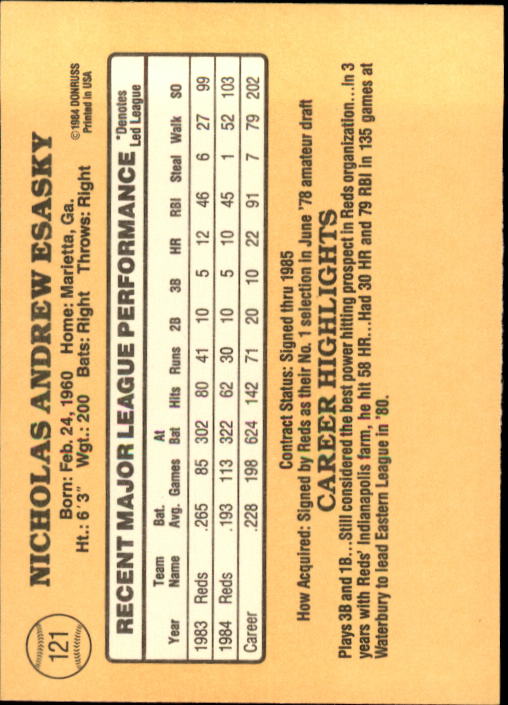 121
NICHOLAS ANDREW ESASKY
Born: Feb. 24, 1960 Home: Marietta, Ga.
Ht.: 6'3" Wgt.: 200 Bats: Right Throws: Right
©1984 DONRUSS
Printed in USA
RECENT MAJOR LEAGUE PERFORMANCE
*Denotes
Led League
Year Team Name Bat. Avg. Games At Bat Hits Runs 2B 3B HR RBI Steal Walk SO
1983 Reds .265 85 302 80 41 10 5 12 46 6 27 99
1984 Reds .193 113 322 62 30 10 5 10 45 1 52 103
Career .228 198 624 142 71 20 10 22 91 7 79 202
Contract Status: Signed thru 1985
How Acquired: Signed by Reds as their No. 1 selection in June '78 amateur draft
CAREER HIGHLIGHTS
Plays 3B and 1B...Still considered the best power hitting prospect in Reds organization...In 3
years with Reds' Indianapolis farm, he hit 58 HR...Had 30 HR and 79 RBI in 135 games at
Waterbury to lead Eastern League in '80.